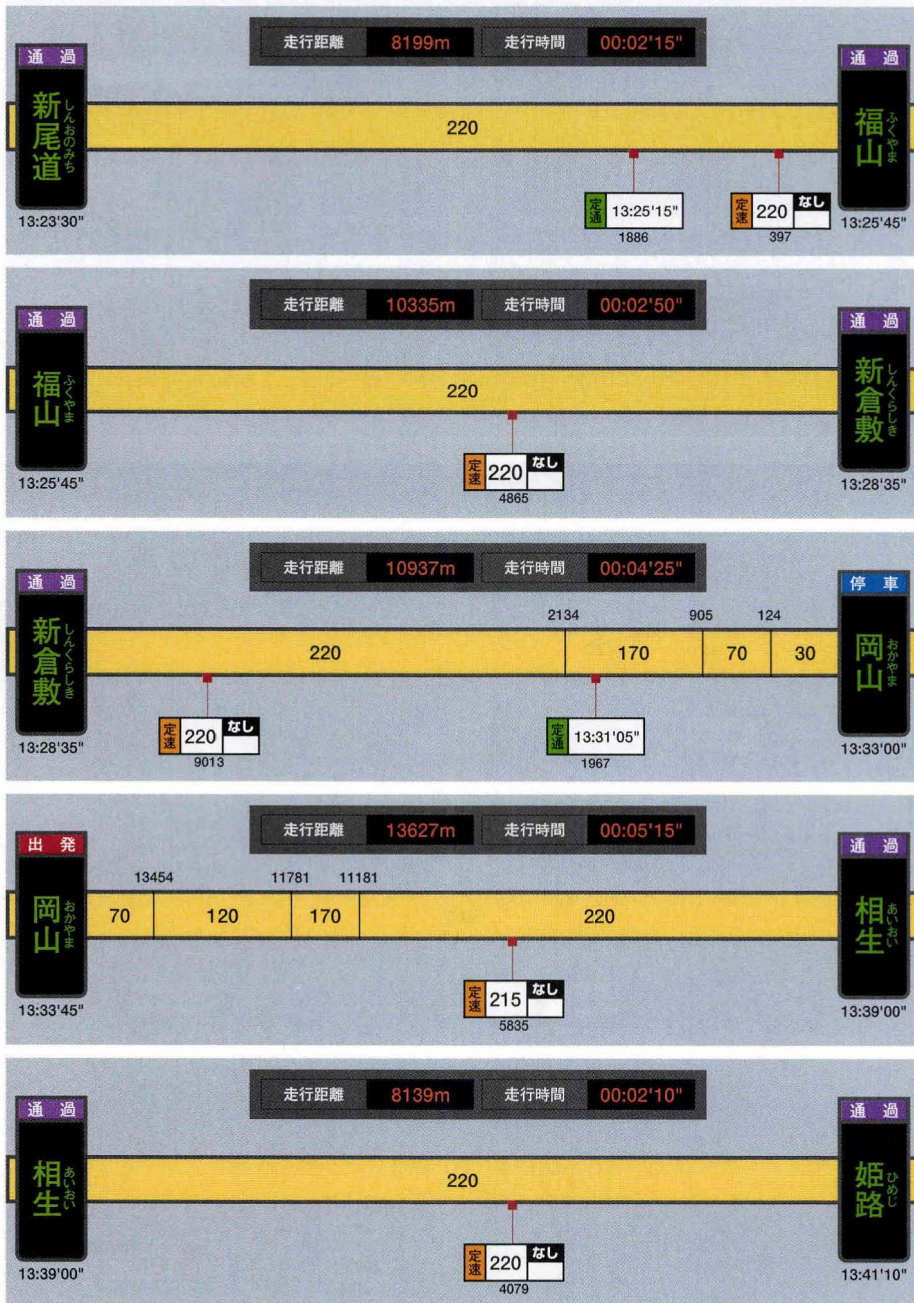 走行距離 8199m 走行時間 00:02'15"
通過
新尾道
しんおのみち
13:23'30"
220
定通 13:25'15"
1886
定速 220 なし
397
通過
福山
ふくやま
13:25'45"
走行距離 10335m 走行時間 00:02'50"
通過
福山
ふくやま
13:25'45"
220
定速 220 なし
4865
通過
新倉敷
しんくらしき
13:28'35"
走行距離 10937m 走行時間 00:04'25"
通過
新倉敷
しんくらしき
13:28'35"
2134 905 124
220 170 70 30
定速 220 なし
9013
定通 13:31'05"
1967
停車
岡山
おかやま
13:33'00"
走行距離 13627m 走行時間 00:05'15"
出発
岡山
おかやま
13:33'45"
13454 11781 11181
70 120 170 220
定速 215 なし
5835
通過
相生
あいおい
13:39'00"
走行距離 8139m 走行時間 00:02'10"
通過
相生
あいおい
13:39'00"
220
定速 220 なし
4079
通過
姫路
ひめじ
13:41'10"